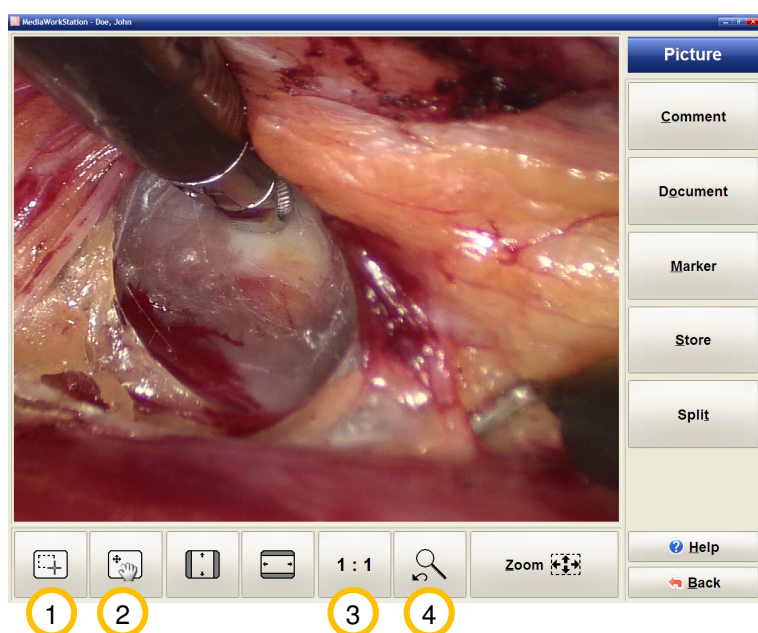 MediaWorkStation - Doe, John
Picture
Comment
Document
Marker
Store
Split
1 : 1
Zoom
Help
Back
1
2
3
4